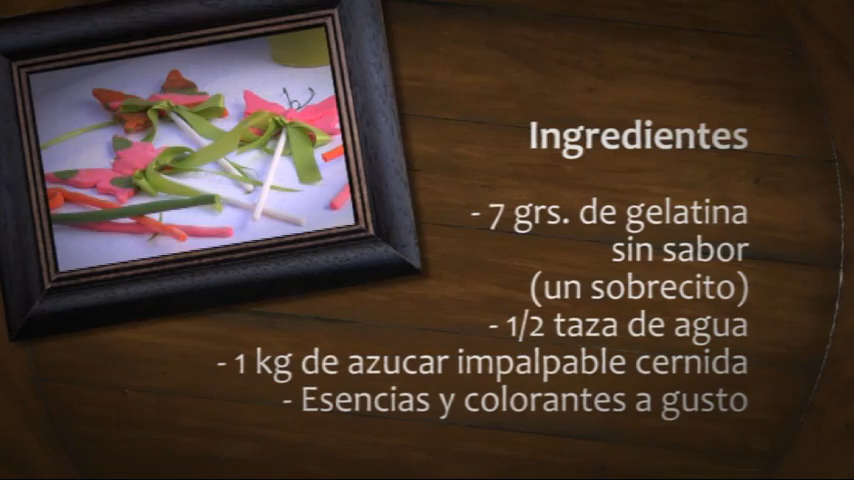 Ingredientes
- 7 grs. de gelatina
sin sabor
(un sobrecito)
- 1/2 taza de agua
- 1 kg de azucar impalpable cernida
- Esencias y colorantes a gusto